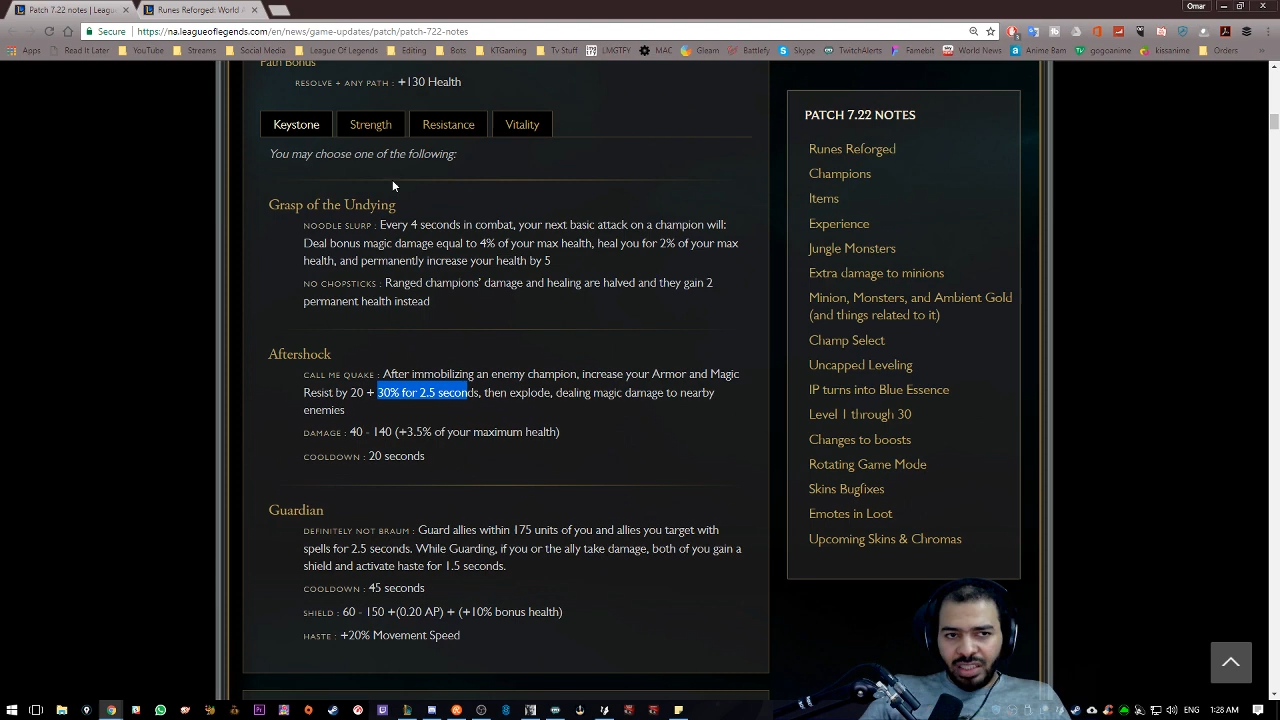 Patch 7.22 notes | Leagu
Runes Reforged: World A
Omar
Secure
https://na.leagueoflegends.com/en/news/game-updates/patch/patch-722-notes
Apps
Read It Later
YouTube
Streams
Social Media
League Of Legends
Editing
Bots
KTGaming
Tv Stuff
LMGTFY
MAC
Gleam
Battlefy
Skype
TwitchAlerts
Famebit
World News
Anime Bam
gogoanime
kissanime
Orders
Path Bonus
RESOLVE + ANY PATH : +130 Health
Keystone
Strength
Resistance
Vitality
You may choose one of the following:
Grasp of the Undying
NOODLE SLURP : Every 4 seconds in combat, your next basic attack on a champion will:
Deal bonus magic damage equal to 4% of your max health, heal you for 2% of your max
health, and permanently increase your health by 5
NO CHOPSTICKS : Ranged champions' damage and healing are halved and they gain 2
permanent health instead
Aftershock
CALL ME QUAKE : After immobilizing an enemy champion, increase your Armor and Magic
Resist by 20 + 30% for 2.5 seconds, then explode, dealing magic damage to nearby
enemies
DAMAGE : 40 - 140 (+3.5% of your maximum health)
COOLDOWN : 20 seconds
Guardian
DEFINITELY NOT BRAUM : Guard allies within 175 units of you and allies you target with
spells for 2.5 seconds. While Guarding, if you or the ally take damage, both of you gain a
shield and activate haste for 1.5 seconds.
COOLDOWN : 45 seconds
SHIELD : 60 - 150 +(0.20 AP) + (+10% bonus health)
HASTE : +20% Movement Speed
PATCH 7.22 NOTES
Runes Reforged
Champions
Items
Experience
Jungle Monsters
Extra damage to minions
Minion, Monsters, and Ambient Gold
(and things related to it)
Champ Select
Uncapped Leveling
IP turns into Blue Essence
Level 1 through 30
Changes to boosts
Rotating Game Mode
Skins Bugfixes
Emotes in Loot
Upcoming Skins & Chromas
ENG
1:28 AM